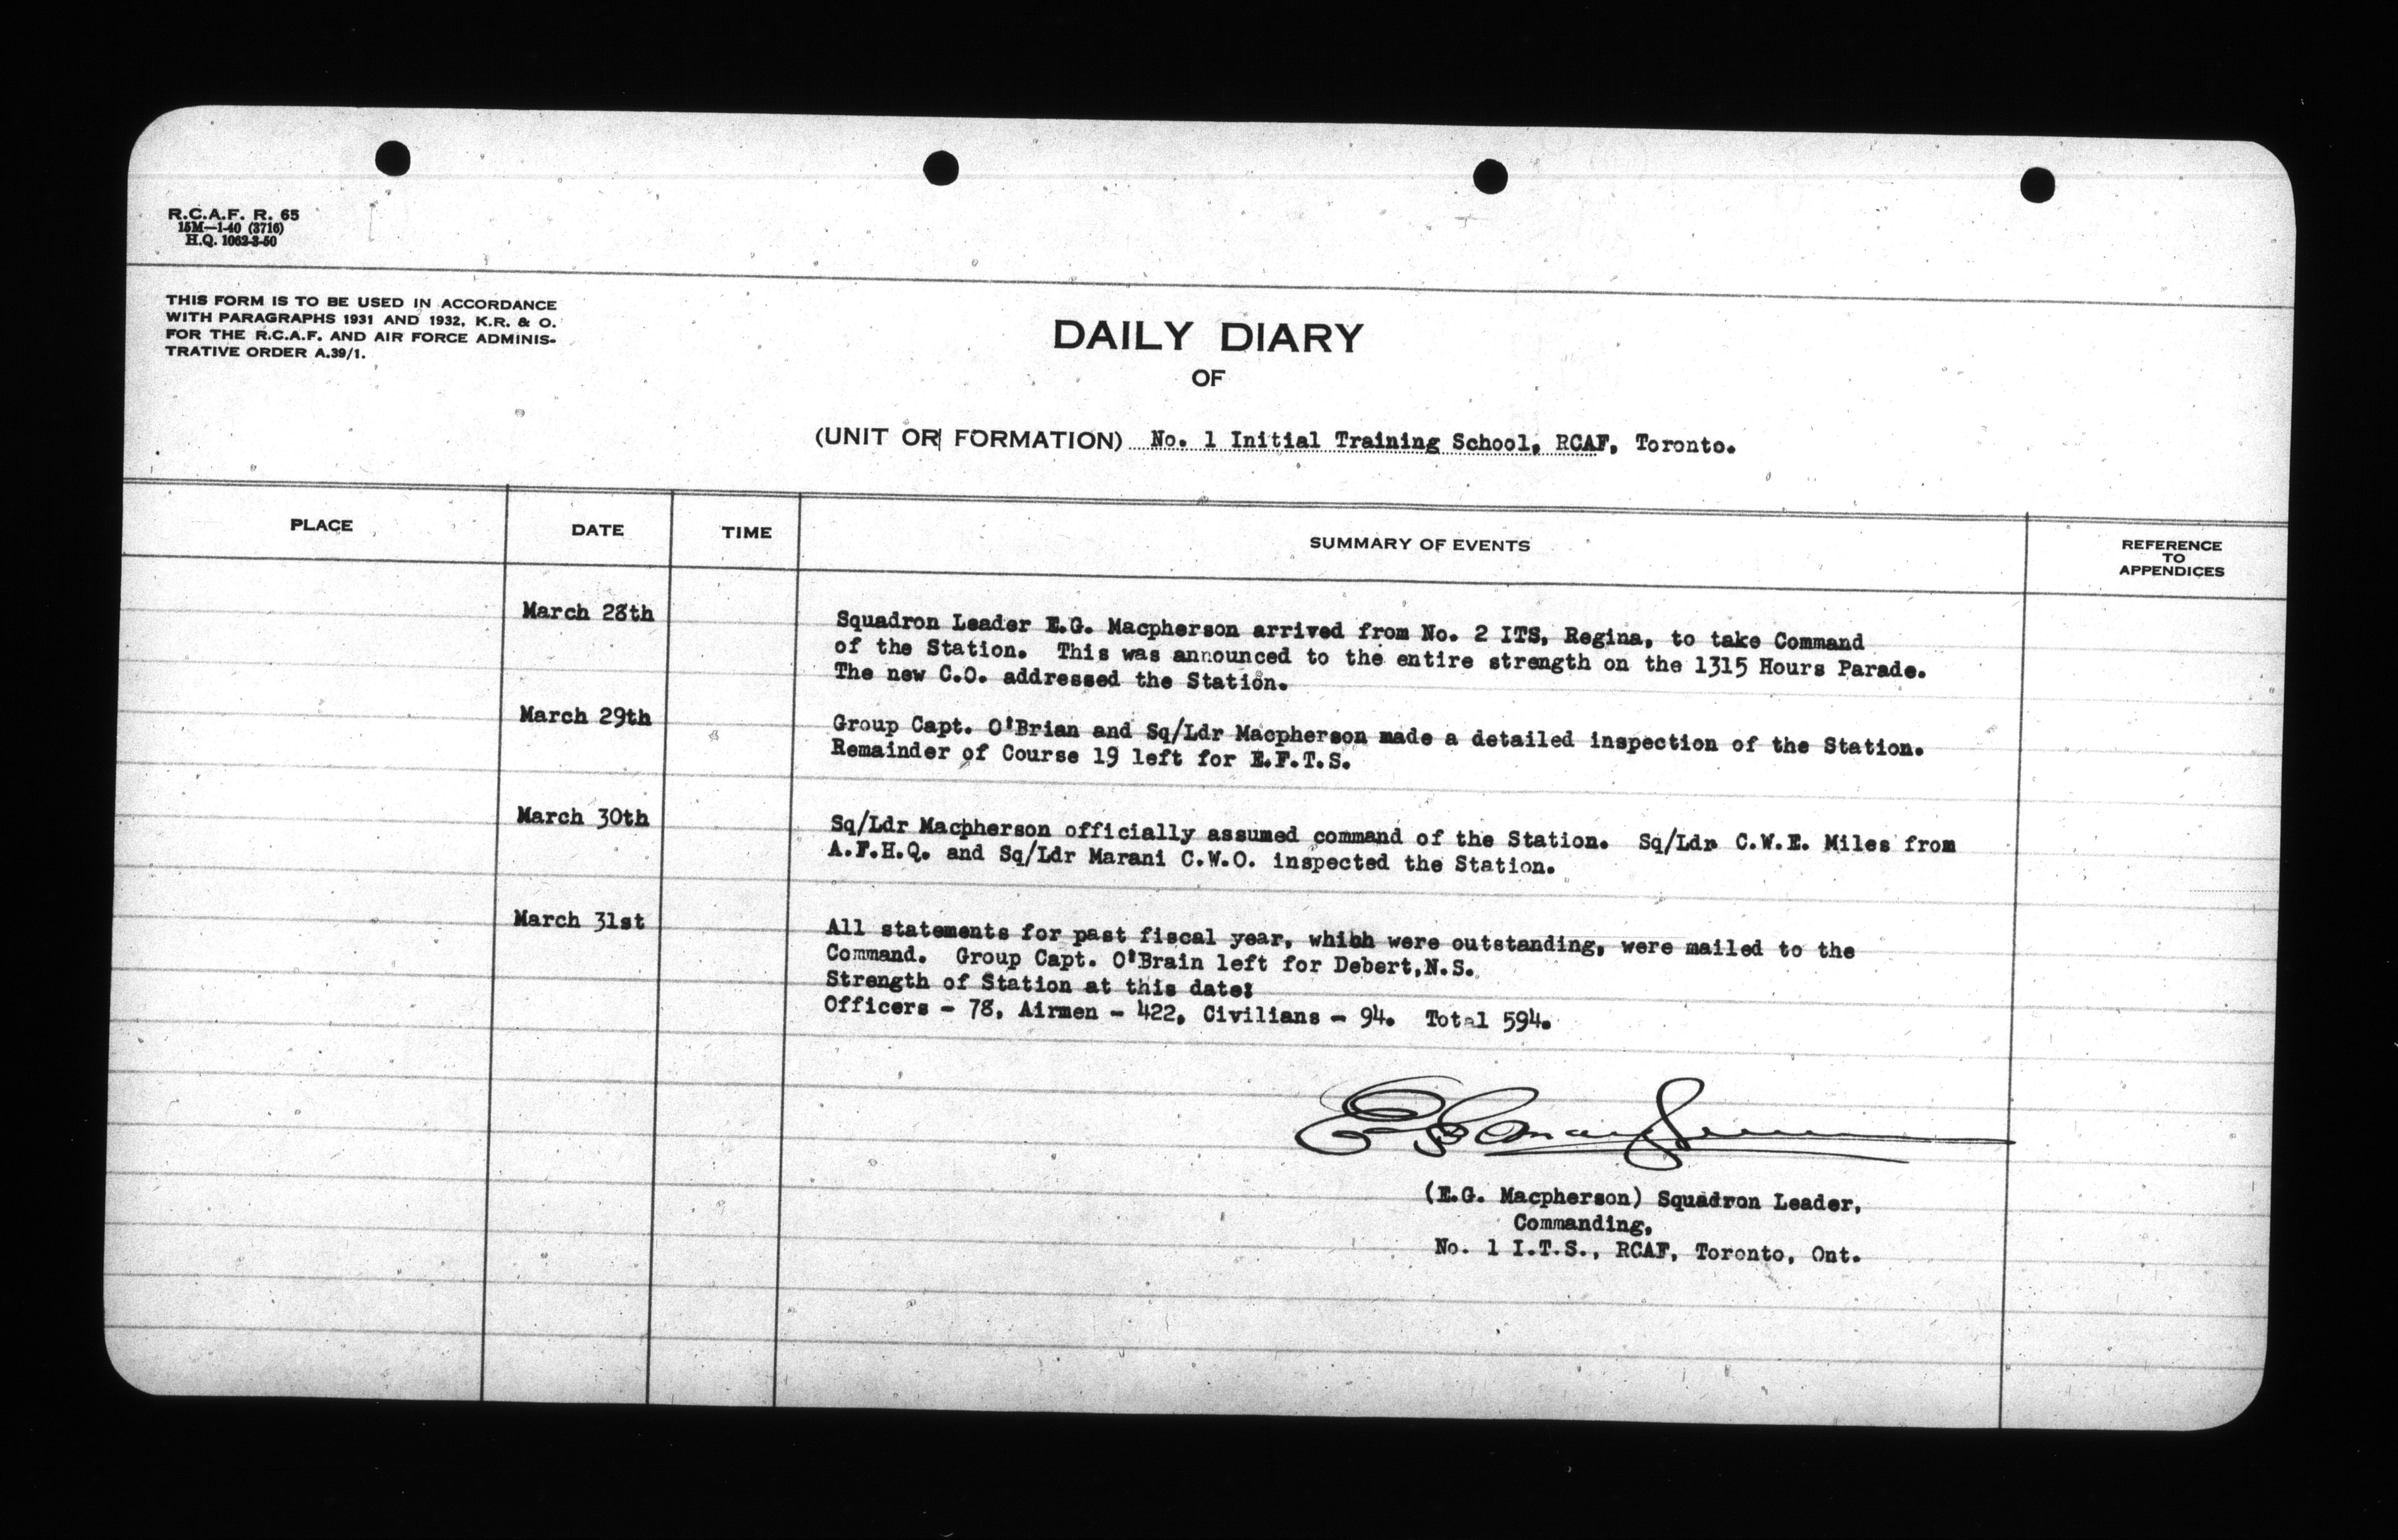 R.C.A.F. R. 65
15M—1-40 (3716)
H.Q. 1062-3-50
THIS FORM IS TO BE USED IN ACCORDANCE
WITH PARAGRAPHS 1931 AND 1932, K.R. & O.
FOR THE R.C.A.F. AND AIR FORCE ADMINIS-
TRATIVE ORDER A.39/1.
DAILY DIARY
OF
(UNIT OR FORMATION) No. 1 Initial Training School, RCAF, Toronto.
PLACE DATE TIME SUMMARY OF EVENTS REFERENCE
TO
APPENDICES
March 28th Squadron Leader E.G. Macpherson arrived from No. 2 ITS, Regina, to take Command
of the Station. This was announced to the entire strength on the 1315 Hours Parade.
The new C.O. addressed the Station.
March 29th Group Capt. O'Brian and Sq/Ldr Macpherson made a detailed inspection of the Station.
Remainder of Course 19 left for E.F.T.S.
March 30th Sq/Ldr Macpherson officially assumed command of the Station. Sq/Ldr C.W.E. Miles from
A.F.H.Q. and Sq/Ldr Marani C.W.O. inspected the Station.
March 31st All statements for past fiscal year, whibh were outstanding, were mailed to the
Command. Group Capt. O'Brain left for Debert,N.S.
Strength of Station at this date:
Officers - 78, Airmen - 422, Civilians - 94. Total 594.
(E.G. Macpherson) Squadron Leader,
Commanding,
No. 1 I.T.S., RCAF, Toronto, Ont.